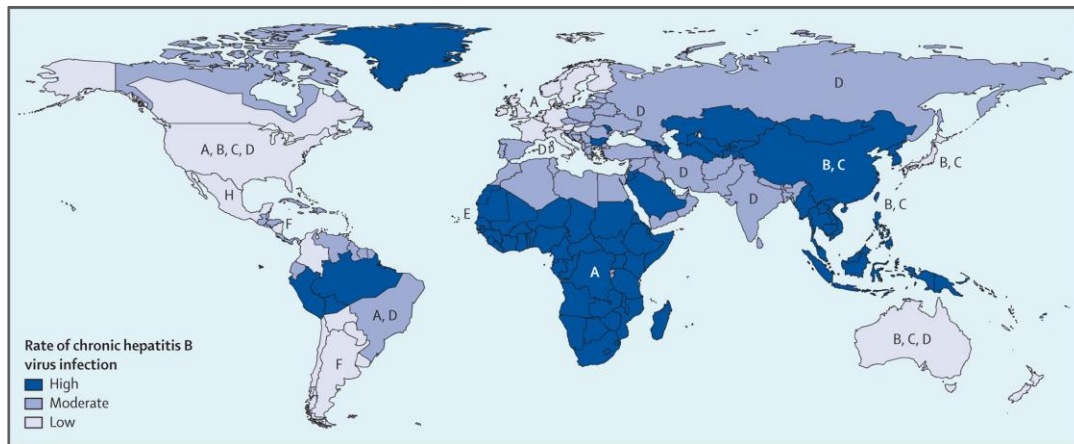 D
A
D
A, B, C, D
D
D
B, C
B, C
H
D
B, C
E
F
A
A, D
B, C, D
F
Rate of chronic hepatitis B
virus infection
High
Moderate
Low